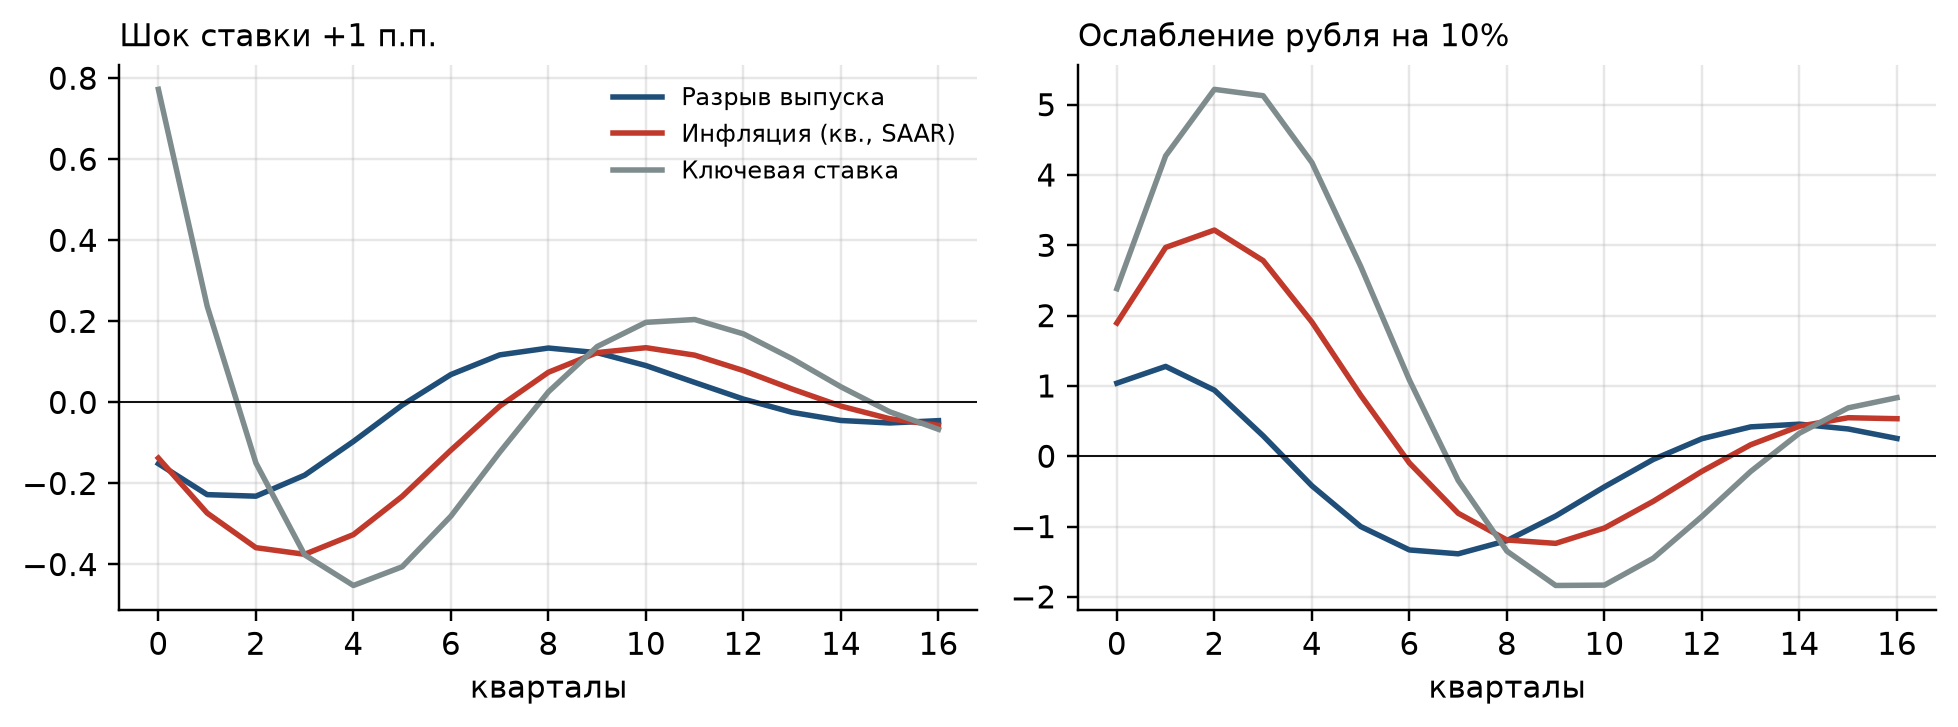 Шок ставки +1 п.п.
0.8
0.6
0.4
0.2
0.0
−0.2
−0.4
Разрыв выпуска
Инфляция (кв., SAAR)
Ключевая ставка
0 2 4 6 8 10 12 14 16
кварталы
Ослабление рубля на 10%
5
4
3
2
1
0
−1
−2
0 2 4 6 8 10 12 14 16
кварталы